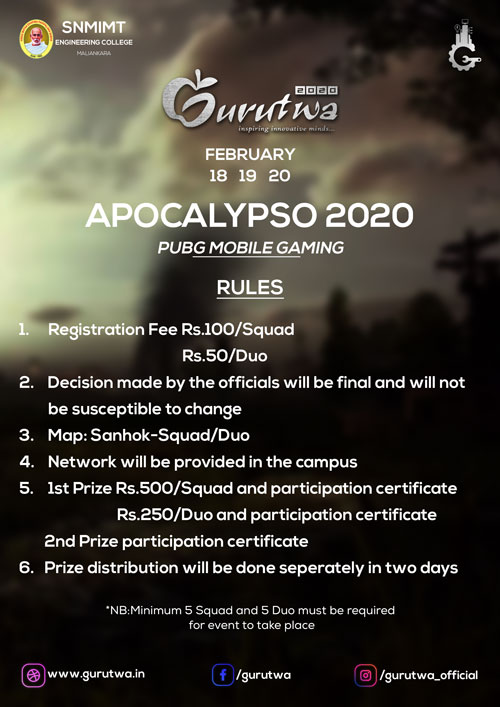 SNMIMT
ENGINEERING COLLEGE
MALIANKARA
2020
Gurutwa
inspiring innovative minds...
FEBRUARY
18 19 20
APOCALYPSO 2020
PUBG MOBILE GAMING
RULES
1. Registration Fee Rs.100/Squad
Rs.50/Duo
2. Decision made by the officials will be final and will not
be susceptible to change
3. Map: Sanhok-Squad/Duo
4. Network will be provided in the campus
5. 1st Prize Rs.500/Squad and participation certificate
Rs.250/Duo and participation certificate
2nd Prize participation certificate
6. Prize distribution will be done seperately in two days
*NB:Minimum 5 Squad and 5 Duo must be required
for event to take place
www.gurutwa.in /gurutwa /gurutwa_official